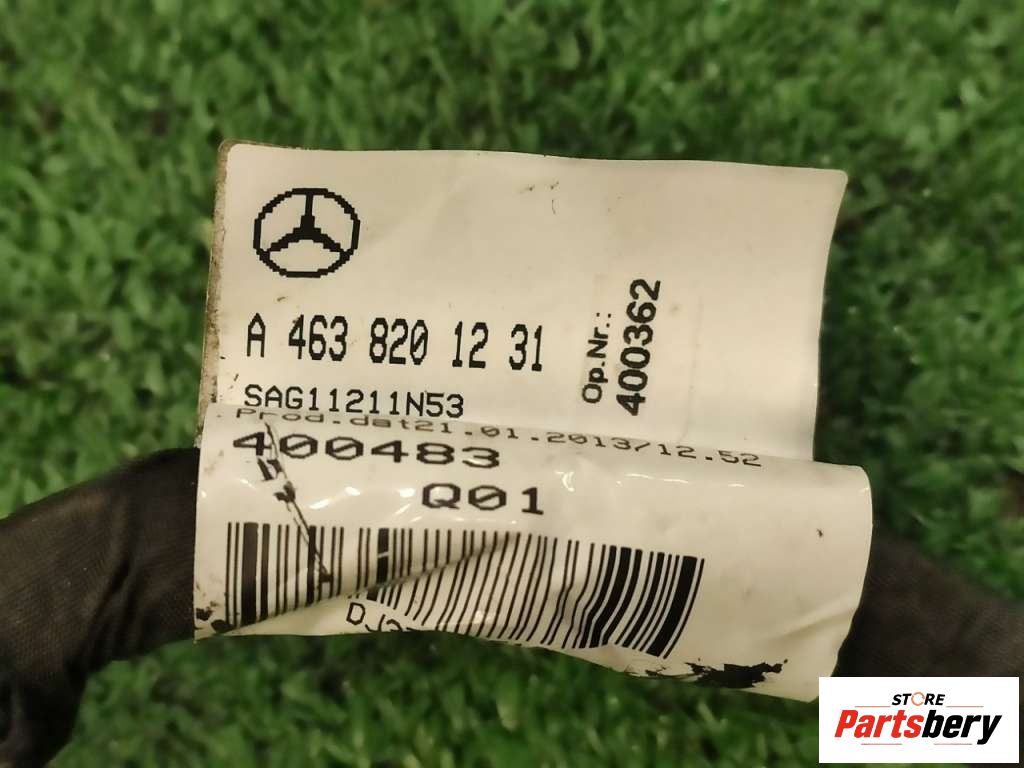 A 463 820 12 31
SAG11211N53
Op.Nr.:
400362
Prod.dat21.01.2013/12.52
400483
Q01
STORE
Partsbery